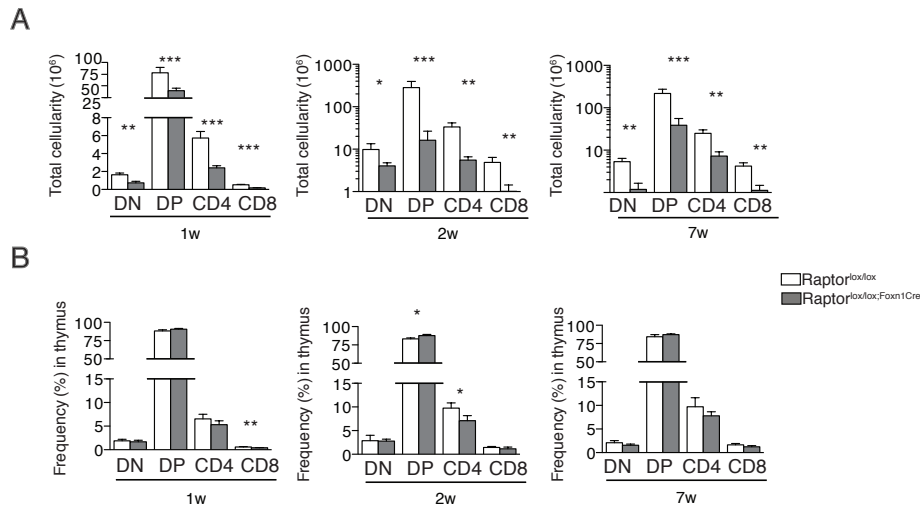 A
Total cellularity (10⁶)
100
75
50
25
8
6
4
2
0
***
**
***
***
DN DP CD4 CD8
1w
Total cellularity (10⁶)
1000
100
10
1
***
*
**
**
DN DP CD4 CD8
2w
Total cellularity (10⁶)
1000
100
10
1
***
**
**
**
DN DP CD4 CD8
7w
B
Raptor^lox/lox
Raptor^lox/lox;Foxn1Cre
Frequency (%) in thymus
100
75
50
15
10
5
0
**
DN DP CD4 CD8
1w
Frequency (%) in thymus
100
75
50
15
10
5
0
*
*
DN DP CD4 CD8
2w
Frequency (%) in thymus
100
75
50
15
10
5
0
DN DP CD4 CD8
7w